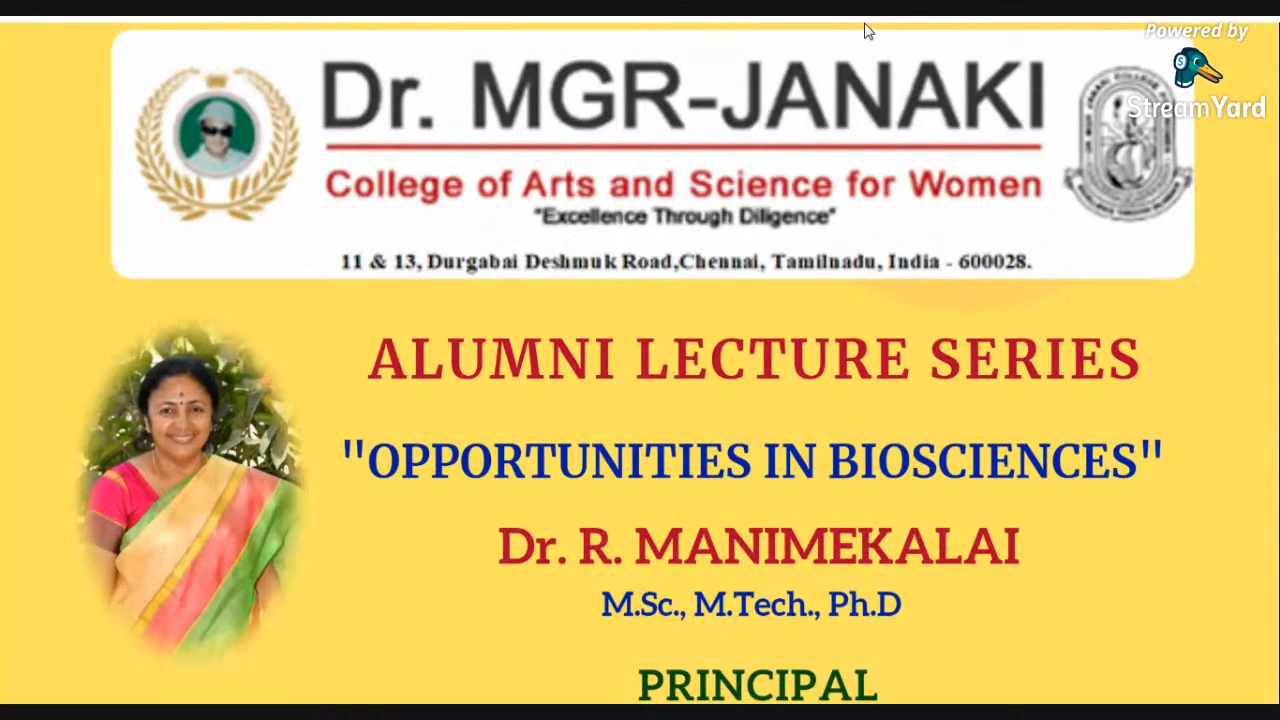 Powered by
StreamYard
Dr. MGR-JANAKI
College of Arts and Science for Women
"Excellence Through Diligence"
11 & 13, Durgabai Deshmuk Road,Chennai, Tamilnadu, India - 600028.
ALUMNI LECTURE SERIES
"OPPORTUNITIES IN BIOSCIENCES"
Dr. R. MANIMEKALAI
M.Sc., M.Tech., Ph.D
PRINCIPAL